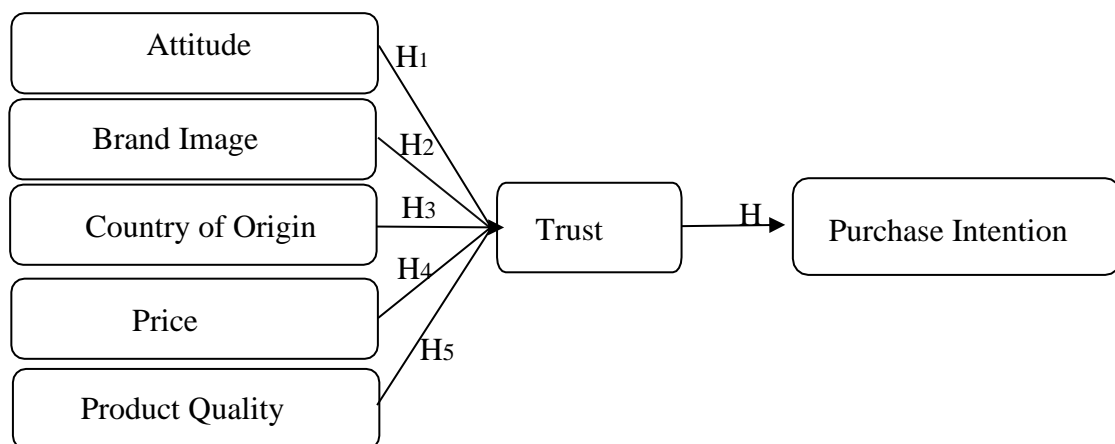 Attitude
H1
Brand Image
H2
Country of Origin
H3
Trust
H
Purchase Intention
H4
Price
H5
Product Quality